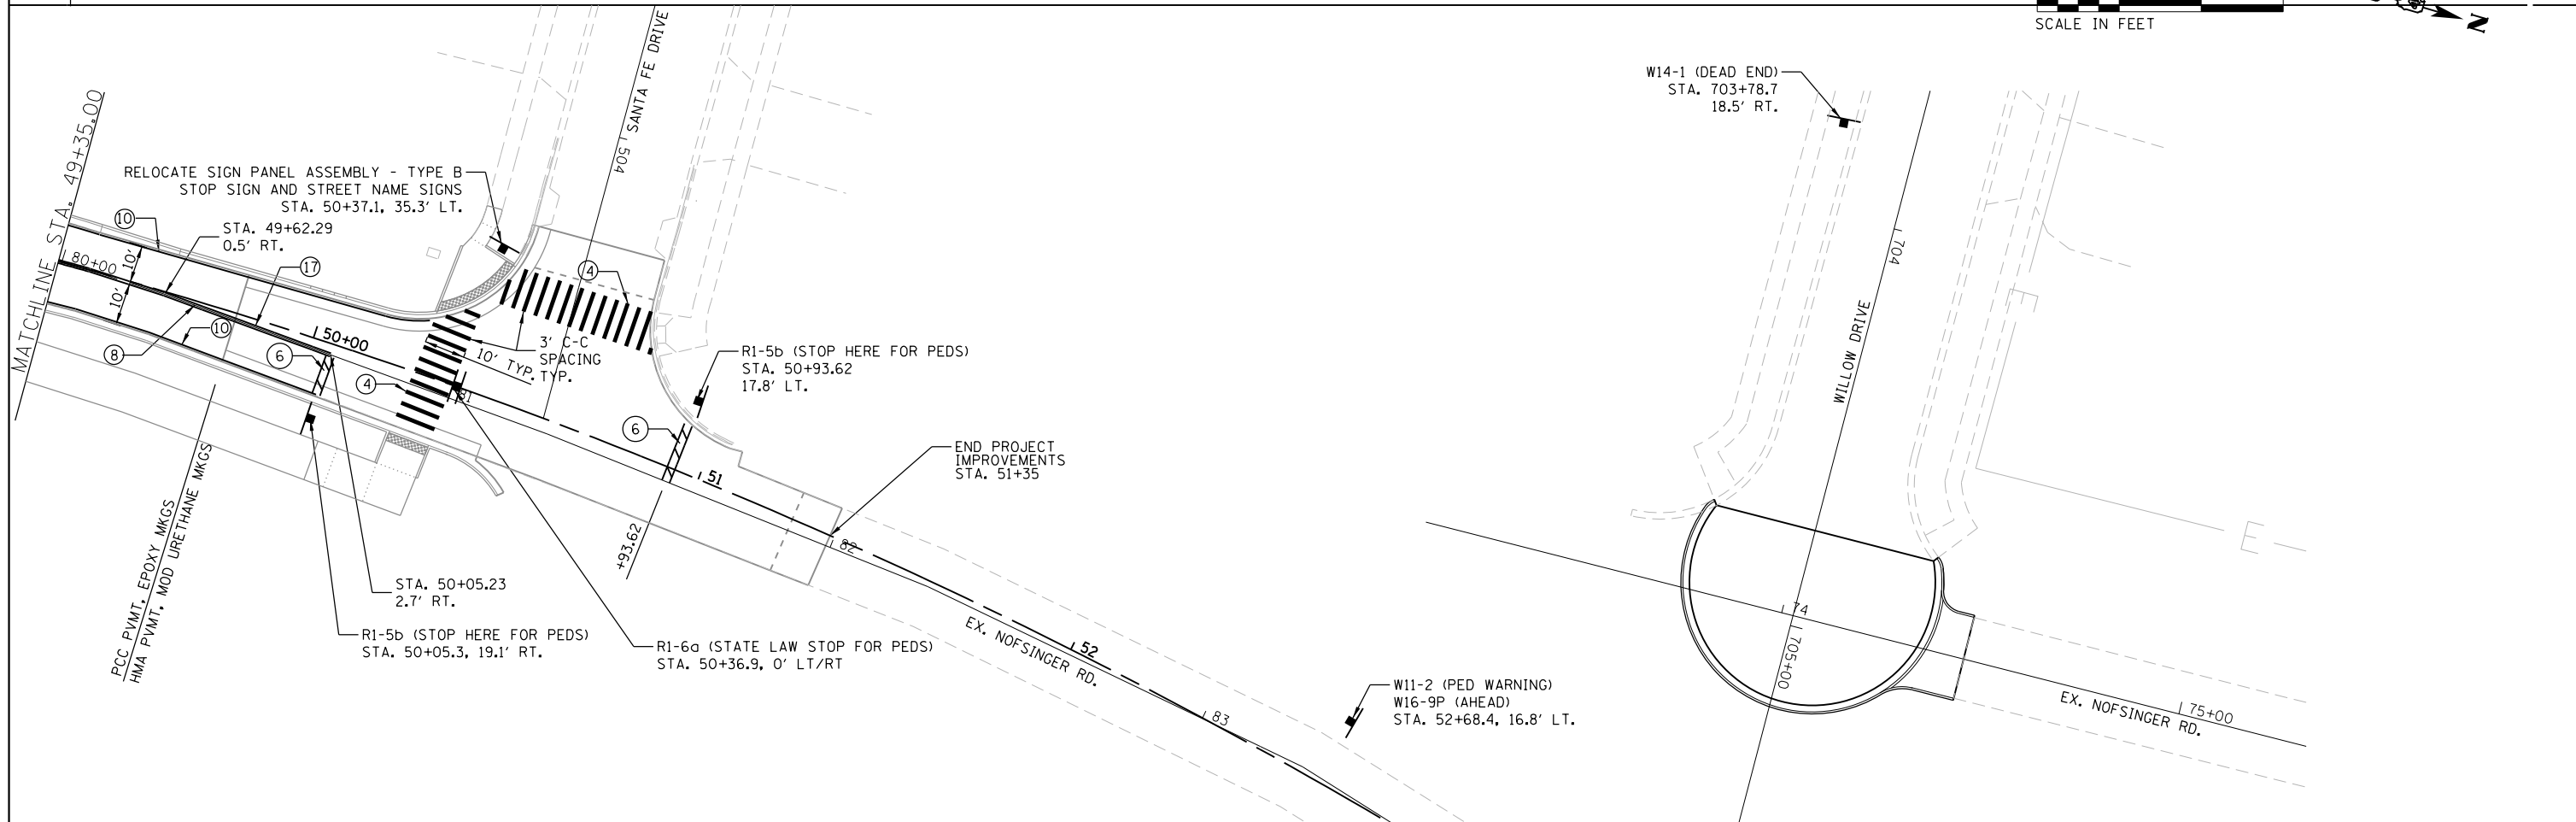 SCALE IN FEET
N
SANTA FE DRIVE
504
W14-1 (DEAD END)
STA. 703+78.7
18.5' RT.
MATCHLINE STA. 49+35.00
RELOCATE SIGN PANEL ASSEMBLY - TYPE B
STOP SIGN AND STREET NAME SIGNS
STA. 50+37.1, 35.3' LT.
10
STA. 49+62.29
0.5' RT.
80+00
10'
10'
17
10
8
6
4
50+00
4
3' C-C
SPACING
TYP.
10' TYP.
81
R1-5b (STOP HERE FOR PEDS)
STA. 50+93.62
17.8' LT.
6
51
+93.62
END PROJECT
IMPROVEMENTS
STA. 51+35
82
PCC PVMT, EPOXY MKGS
HMA PVMT, MOD URETHANE MKGS
STA. 50+05.23
2.7' RT.
R1-5b (STOP HERE FOR PEDS)
STA. 50+05.3, 19.1' RT.
R1-6a (STATE LAW STOP FOR PEDS)
STA. 50+36.9, 0' LT/RT
EX. NOFSINGER RD.
52
83
W11-2 (PED WARNING)
W16-9P (AHEAD)
STA. 52+68.4, 16.8' LT.
704
WILLOW DRIVE
74
705+00
EX. NOFSINGER RD.
75+00
E